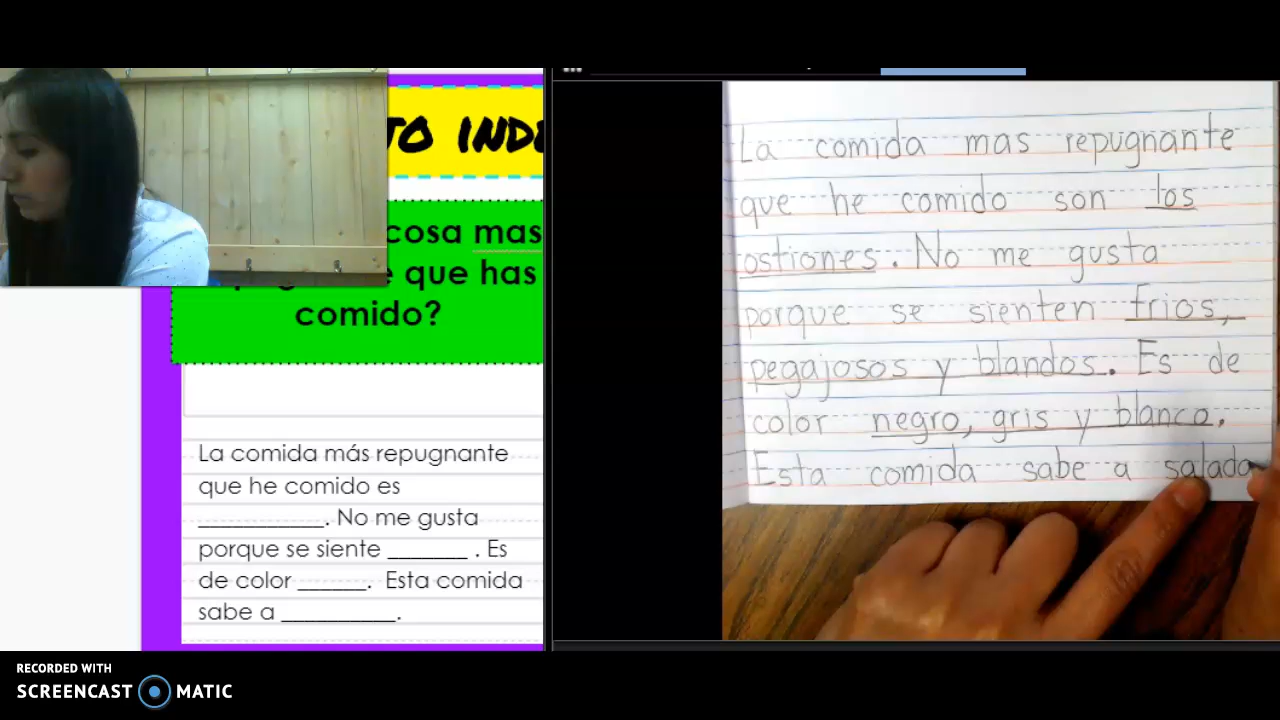 TO INDE
cosa mas
e que has
comido?
La comida más repugnante
que he comido es
____________. No me gusta
porque se siente _______ . Es
de color ______. Esta comida
sabe a __________.
La comida mas repugnante
que he comido son los
ostiones. No me gusta
porque se sienten frios,
pegajosos y blandos. Es de
color negro, gris y blanco.
Esta comida sabe a salado
RECORDED WITH
SCREENCAST MATIC